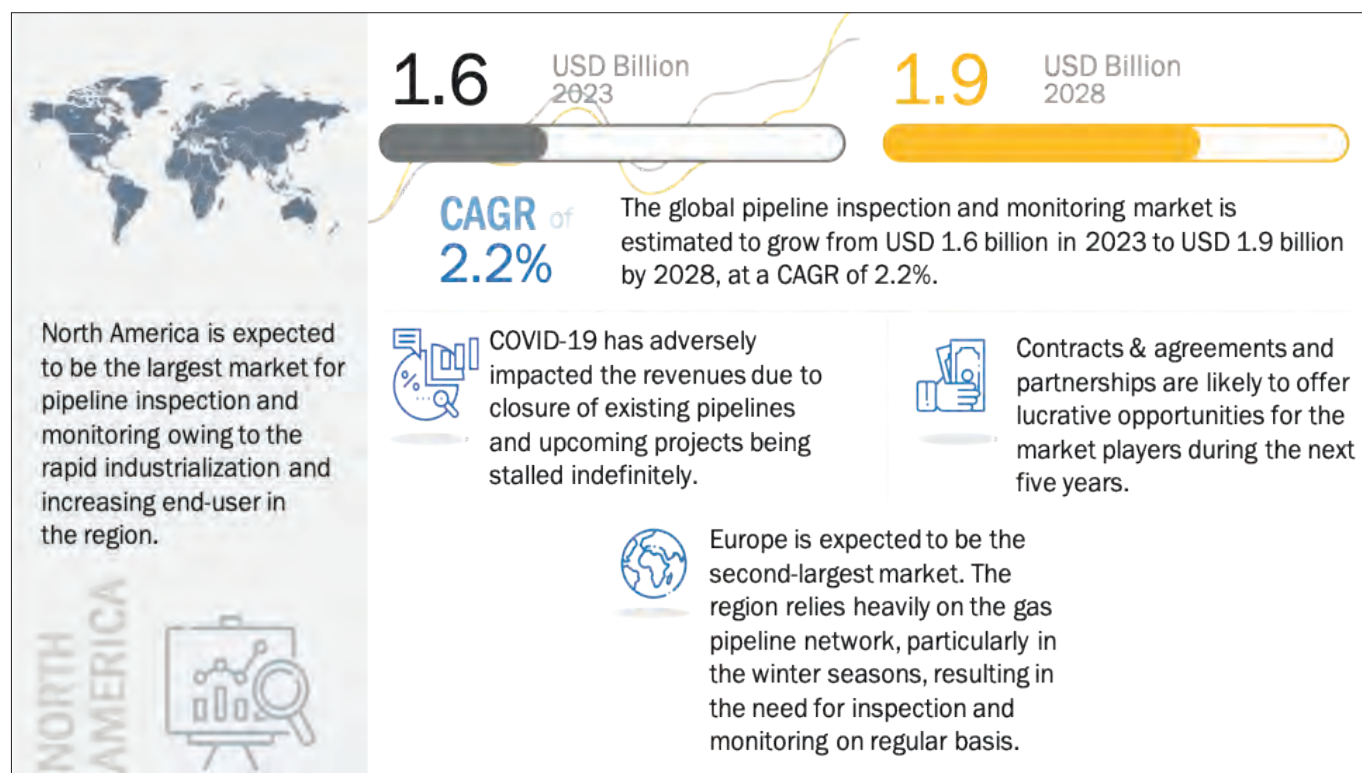 1.6
USD Billion
2023
1.9
USD Billion
2028
CAGR of
2.2%
The global pipeline inspection and monitoring market is
estimated to grow from USD 1.6 billion in 2023 to USD 1.9 billion
by 2028, at a CAGR of 2.2%.
North America is expected
to be the largest market for
pipeline inspection and
monitoring owing to the
rapid industrialization and
increasing end-user in
the region.
NORTH
AMERICA
%
COVID-19 has adversely
impacted the revenues due to
closure of existing pipelines
and upcoming projects being
stalled indefinitely.
Contracts & agreements and
partnerships are likely to offer
lucrative opportunities for the
market players during the next
five years.
Europe is expected to be the
second-largest market. The
region relies heavily on the gas
pipeline network, particularly in
the winter seasons, resulting in
the need for inspection and
monitoring on regular basis.